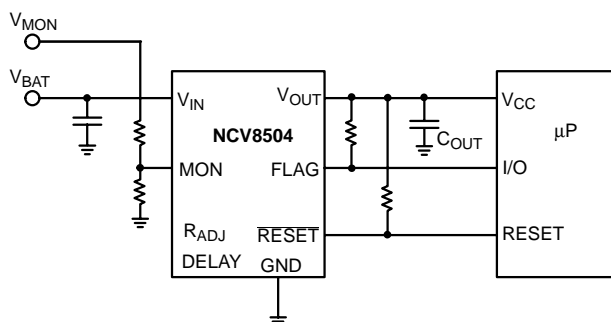 VMON
VBAT
VIN
VOUT
VCC
NCV8504
COUT
μP
MON
FLAG
I/O
RADJ
RESET
RESET
DELAY
GND